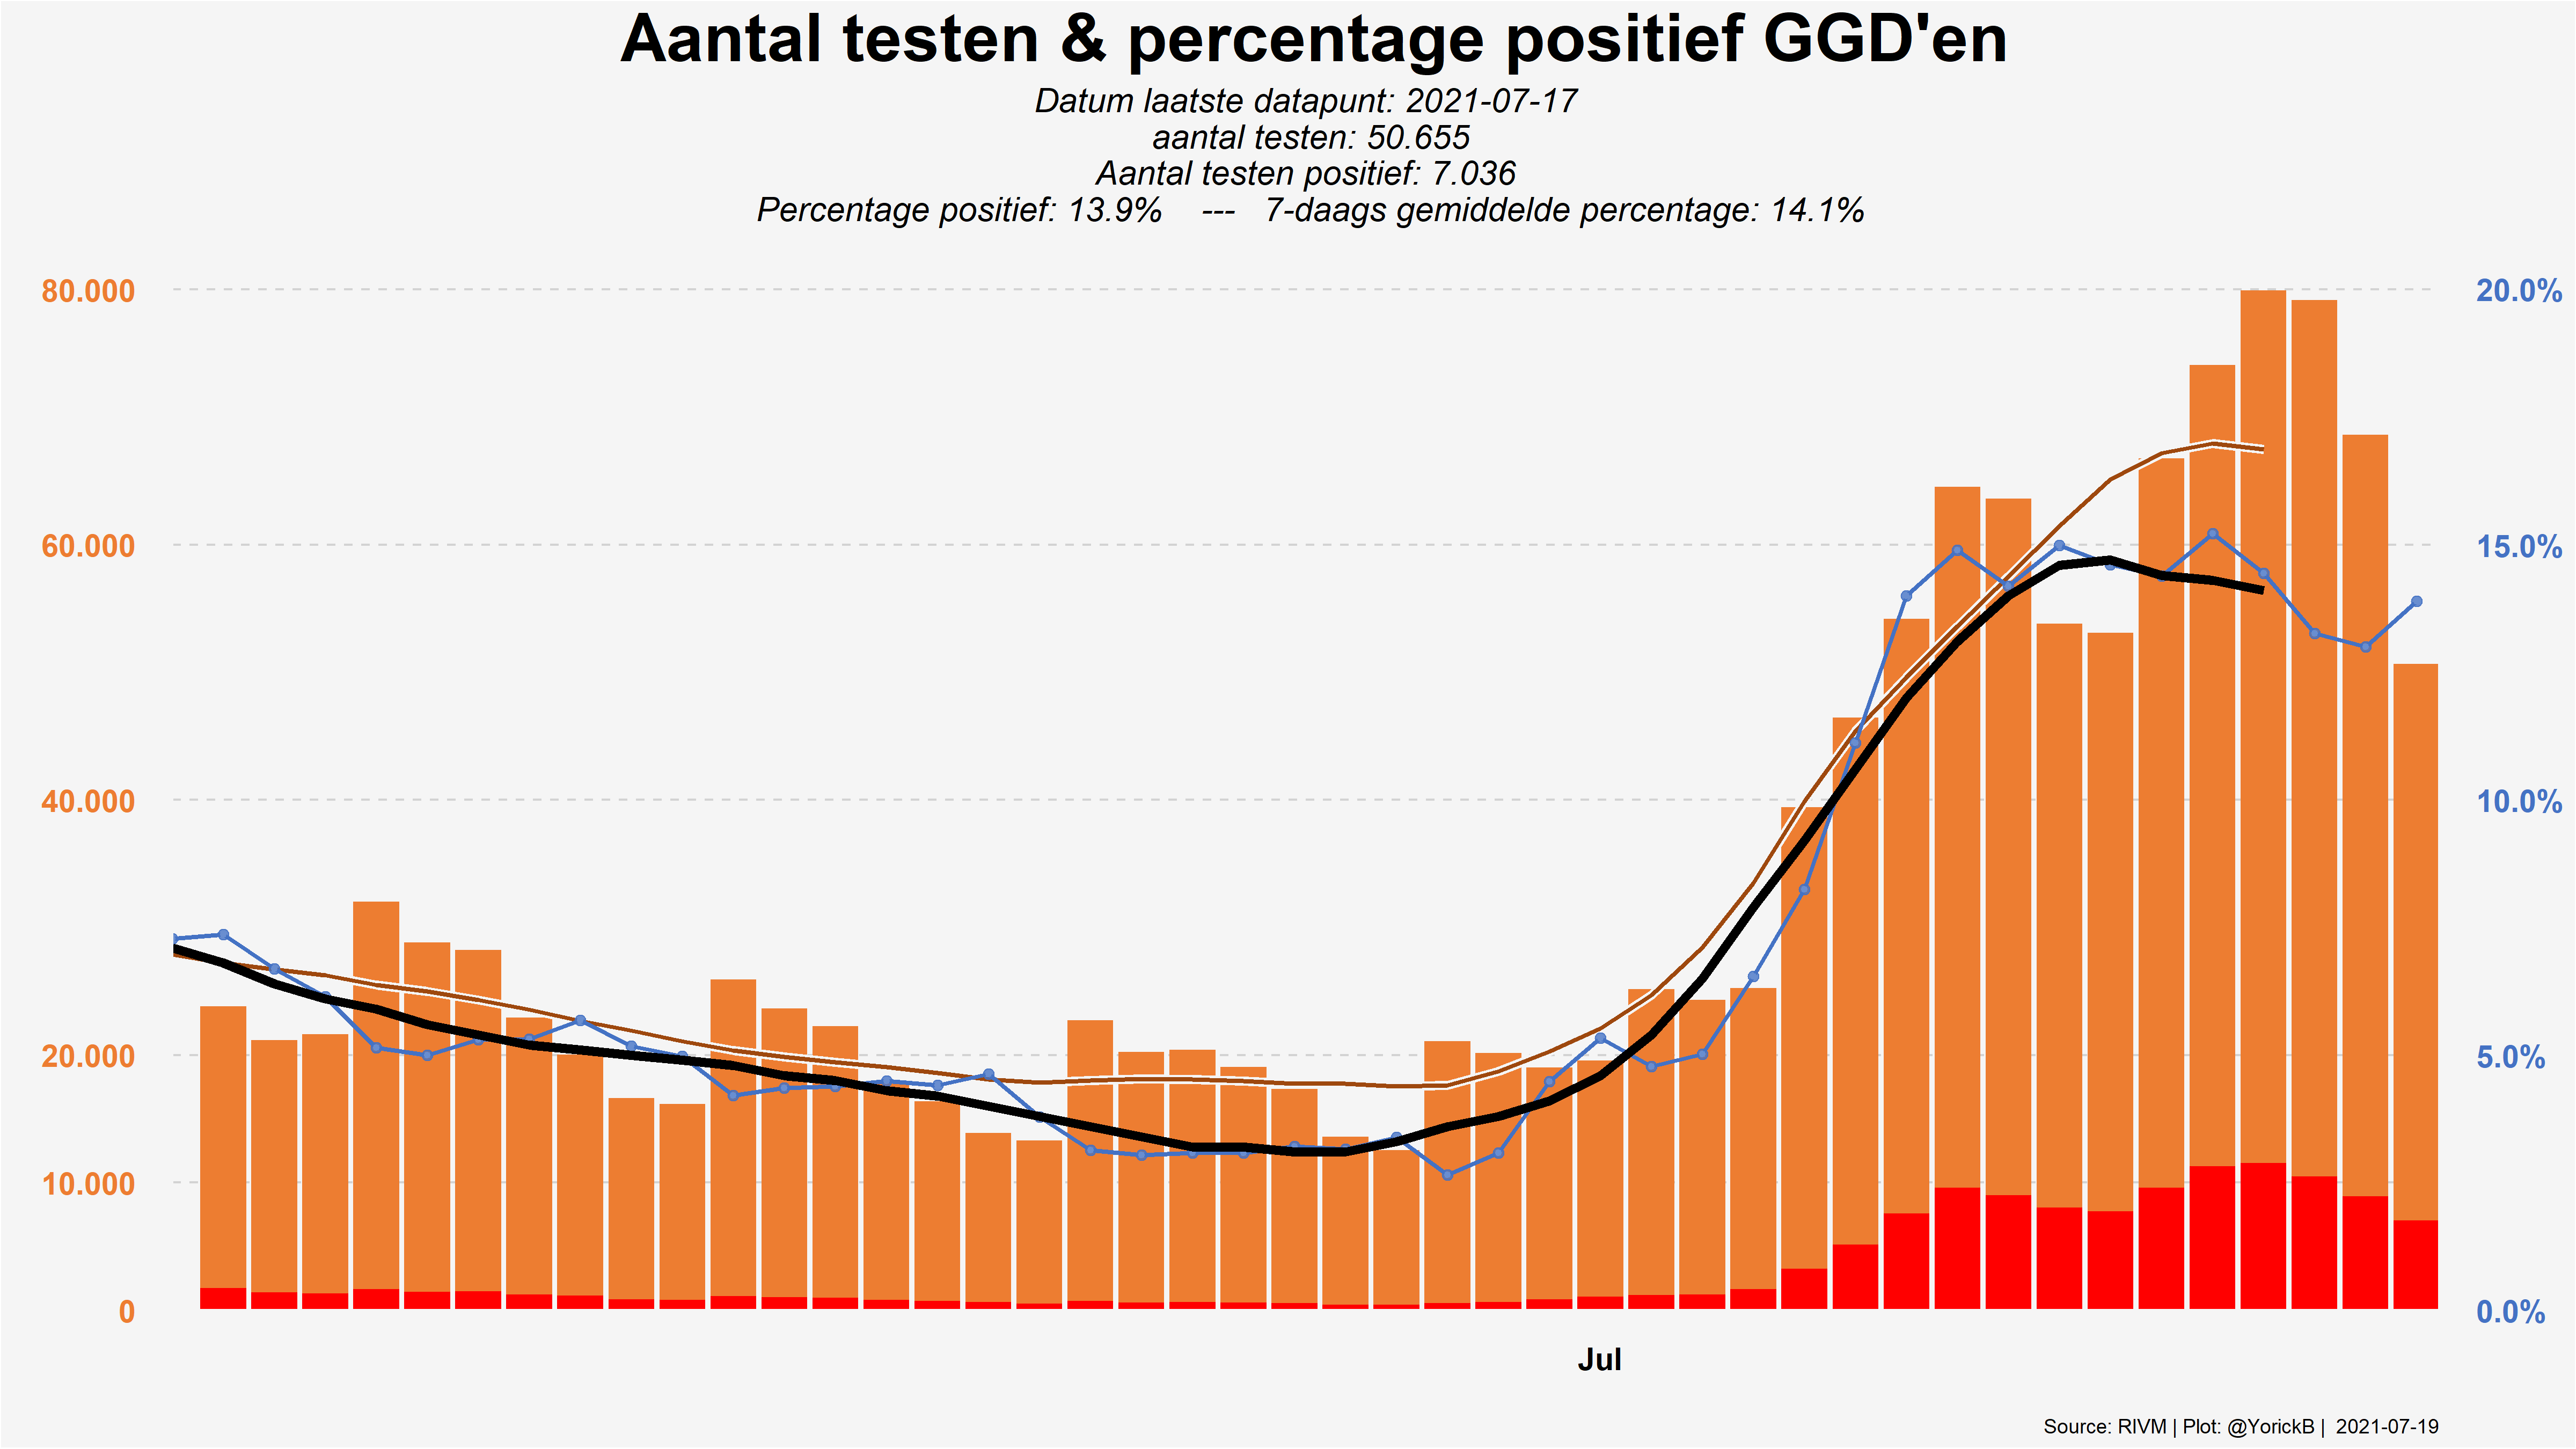 Aantal testen & percentage positief GGD'en
Datum laatste datapunt: 2021-07-17
aantal testen: 50.655
Aantal testen positief: 7.036
Percentage positief: 13.9%    ---   7-daags gemiddelde percentage: 14.1%
80.000
20.0%
60.000
15.0%
40.000
10.0%
20.000
5.0%
10.000
0
0.0%
Jul
Source: RIVM | Plot: @YorickB |  2021-07-19